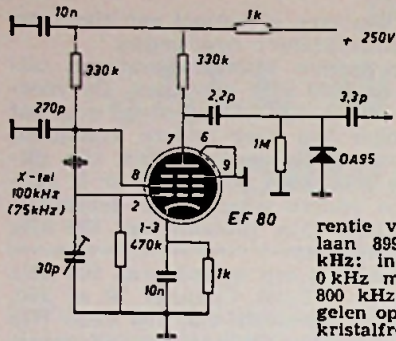 10n
1k
+ 250V
330k
330k
270p
2,2p
3,3p
7
6
9
1M
OA95
X-tal
100kHz
(75kHz)
8
2
EF 80
1-3
30p
470k
10n
1k
rentie v
laan 899
kHz: in
0 kHz m
800 kHz
gelen op
kristalfre